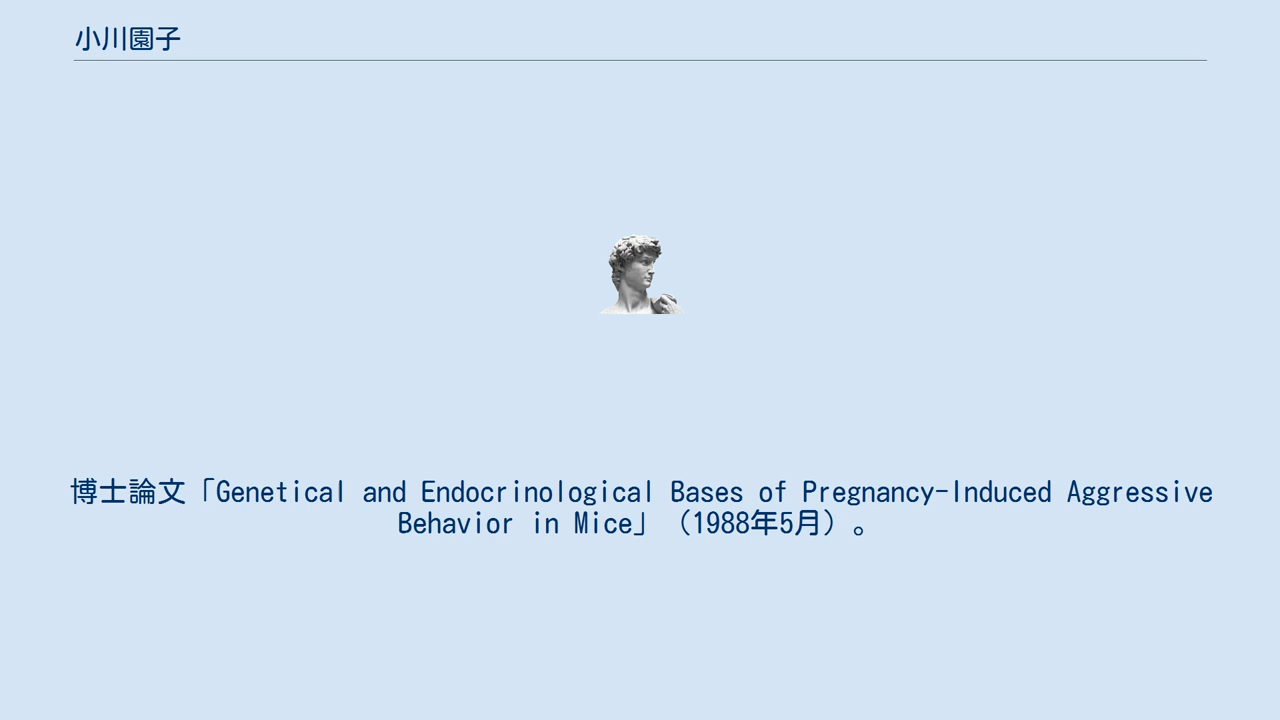 小川園子
博士論文「Genetical and Endocrinological Bases of Pregnancy-Induced Aggressive
Behavior in Mice」（1988年5月）。